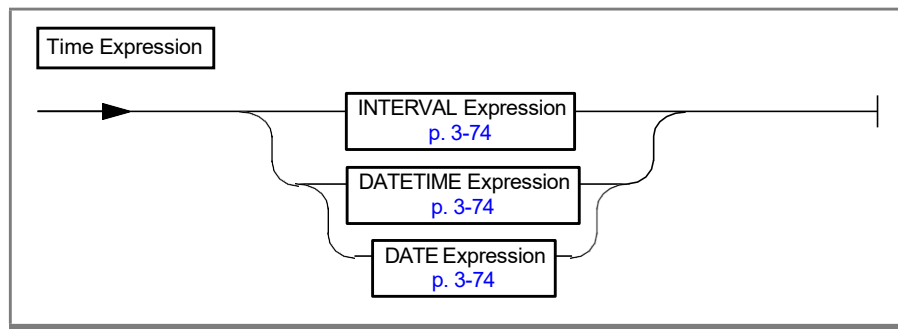 Time Expression
INTERVAL Expression
p. 3-74
DATETIME Expression
p. 3-74
DATE Expression
p. 3-74